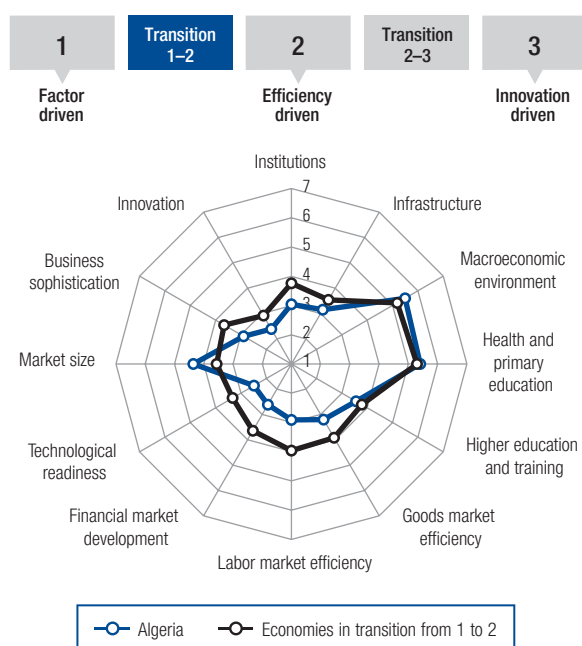 1
Transition
1–2
2
Transition
2–3
3
Factor
driven
Efficiency
driven
Innovation
driven
Institutions
7
6
5
4
3
2
1
Infrastructure
Macroeconomic
environment
Health and
primary
education
Higher education
and training
Goods market
efficiency
Labor market efficiency
Financial market
development
Technological
readiness
Market size
Business
sophistication
Innovation
Algeria
Economies in transition from 1 to 2